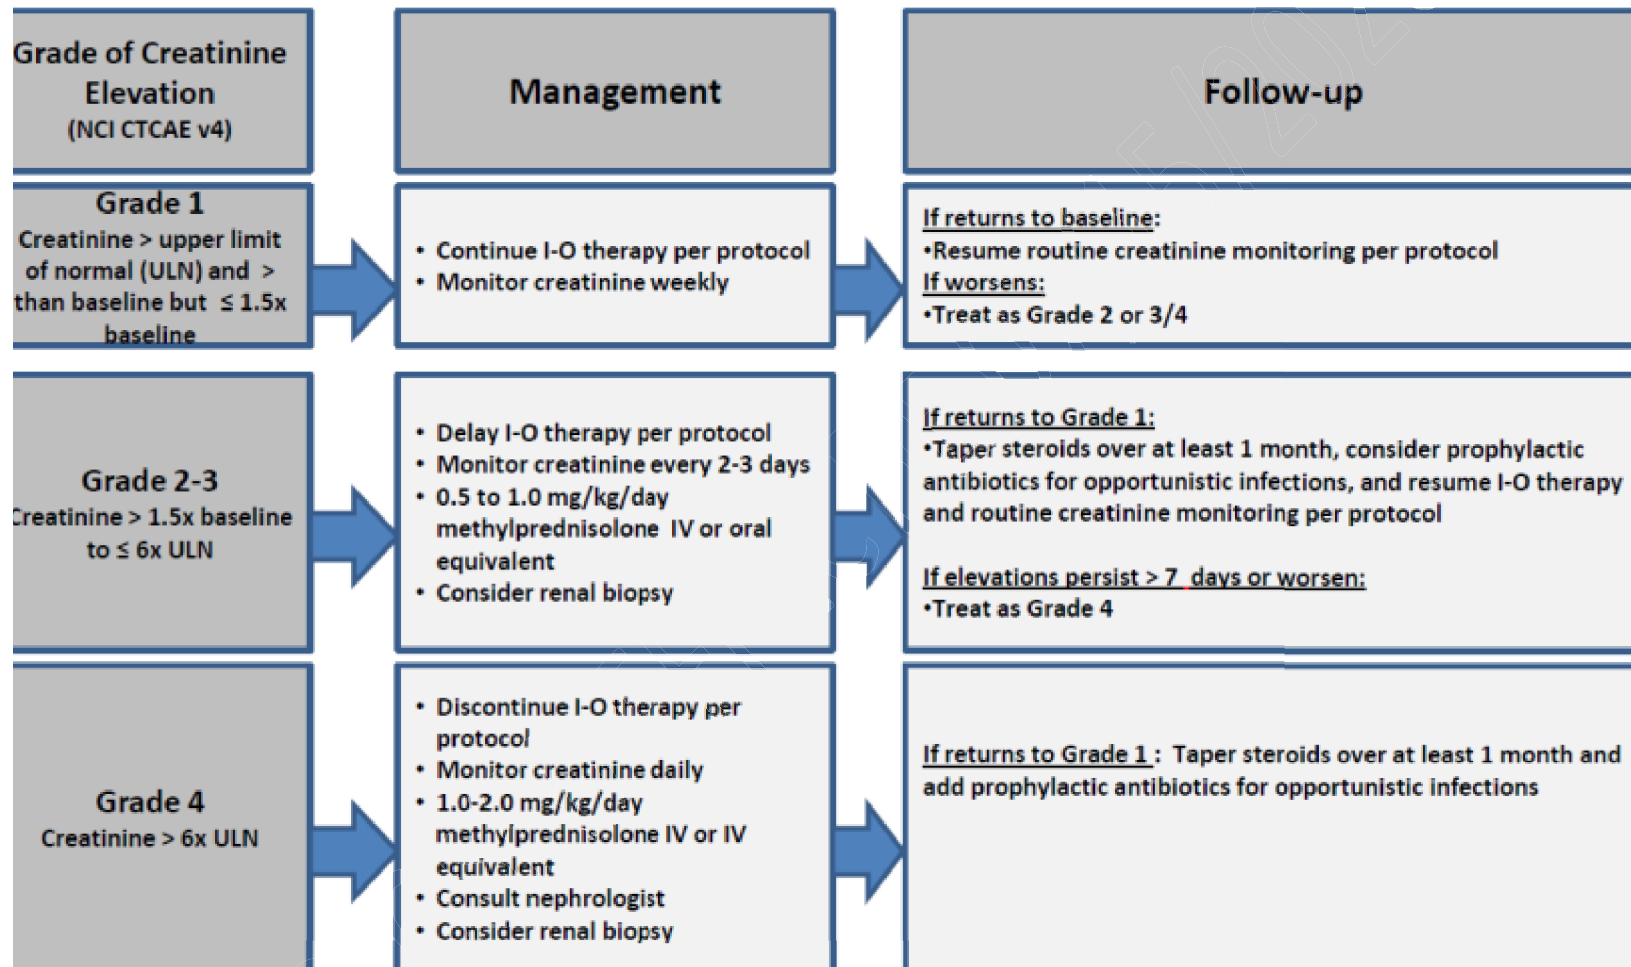 Grade of Creatinine
Elevation
(NCI CTCAE v4)
Management
Follow-up
Grade 1
Creatinine > upper limit
of normal (ULN) and >
than baseline but ≤ 1.5x
baseline
• Continue I-O therapy per protocol
• Monitor creatinine weekly
If returns to baseline:
•Resume routine creatinine monitoring per protocol
If worsens:
•Treat as Grade 2 or 3/4
Grade 2-3
Creatinine > 1.5x baseline
to ≤ 6x ULN
• Delay I-O therapy per protocol
• Monitor creatinine every 2-3 days
• 0.5 to 1.0 mg/kg/day
methylprednisolone IV or oral
equivalent
• Consider renal biopsy
If returns to Grade 1:
•Taper steroids over at least 1 month, consider prophylactic
antibiotics for opportunistic infections, and resume I-O therapy
and routine creatinine monitoring per protocol
If elevations persist > 7 days or worsen:
•Treat as Grade 4
Grade 4
Creatinine > 6x ULN
• Discontinue I-O therapy per
protocol
• Monitor creatinine daily
• 1.0-2.0 mg/kg/day
methylprednisolone IV or IV
equivalent
• Consult nephrologist
• Consider renal biopsy
If returns to Grade 1 : Taper steroids over at least 1 month and
add prophylactic antibiotics for opportunistic infections